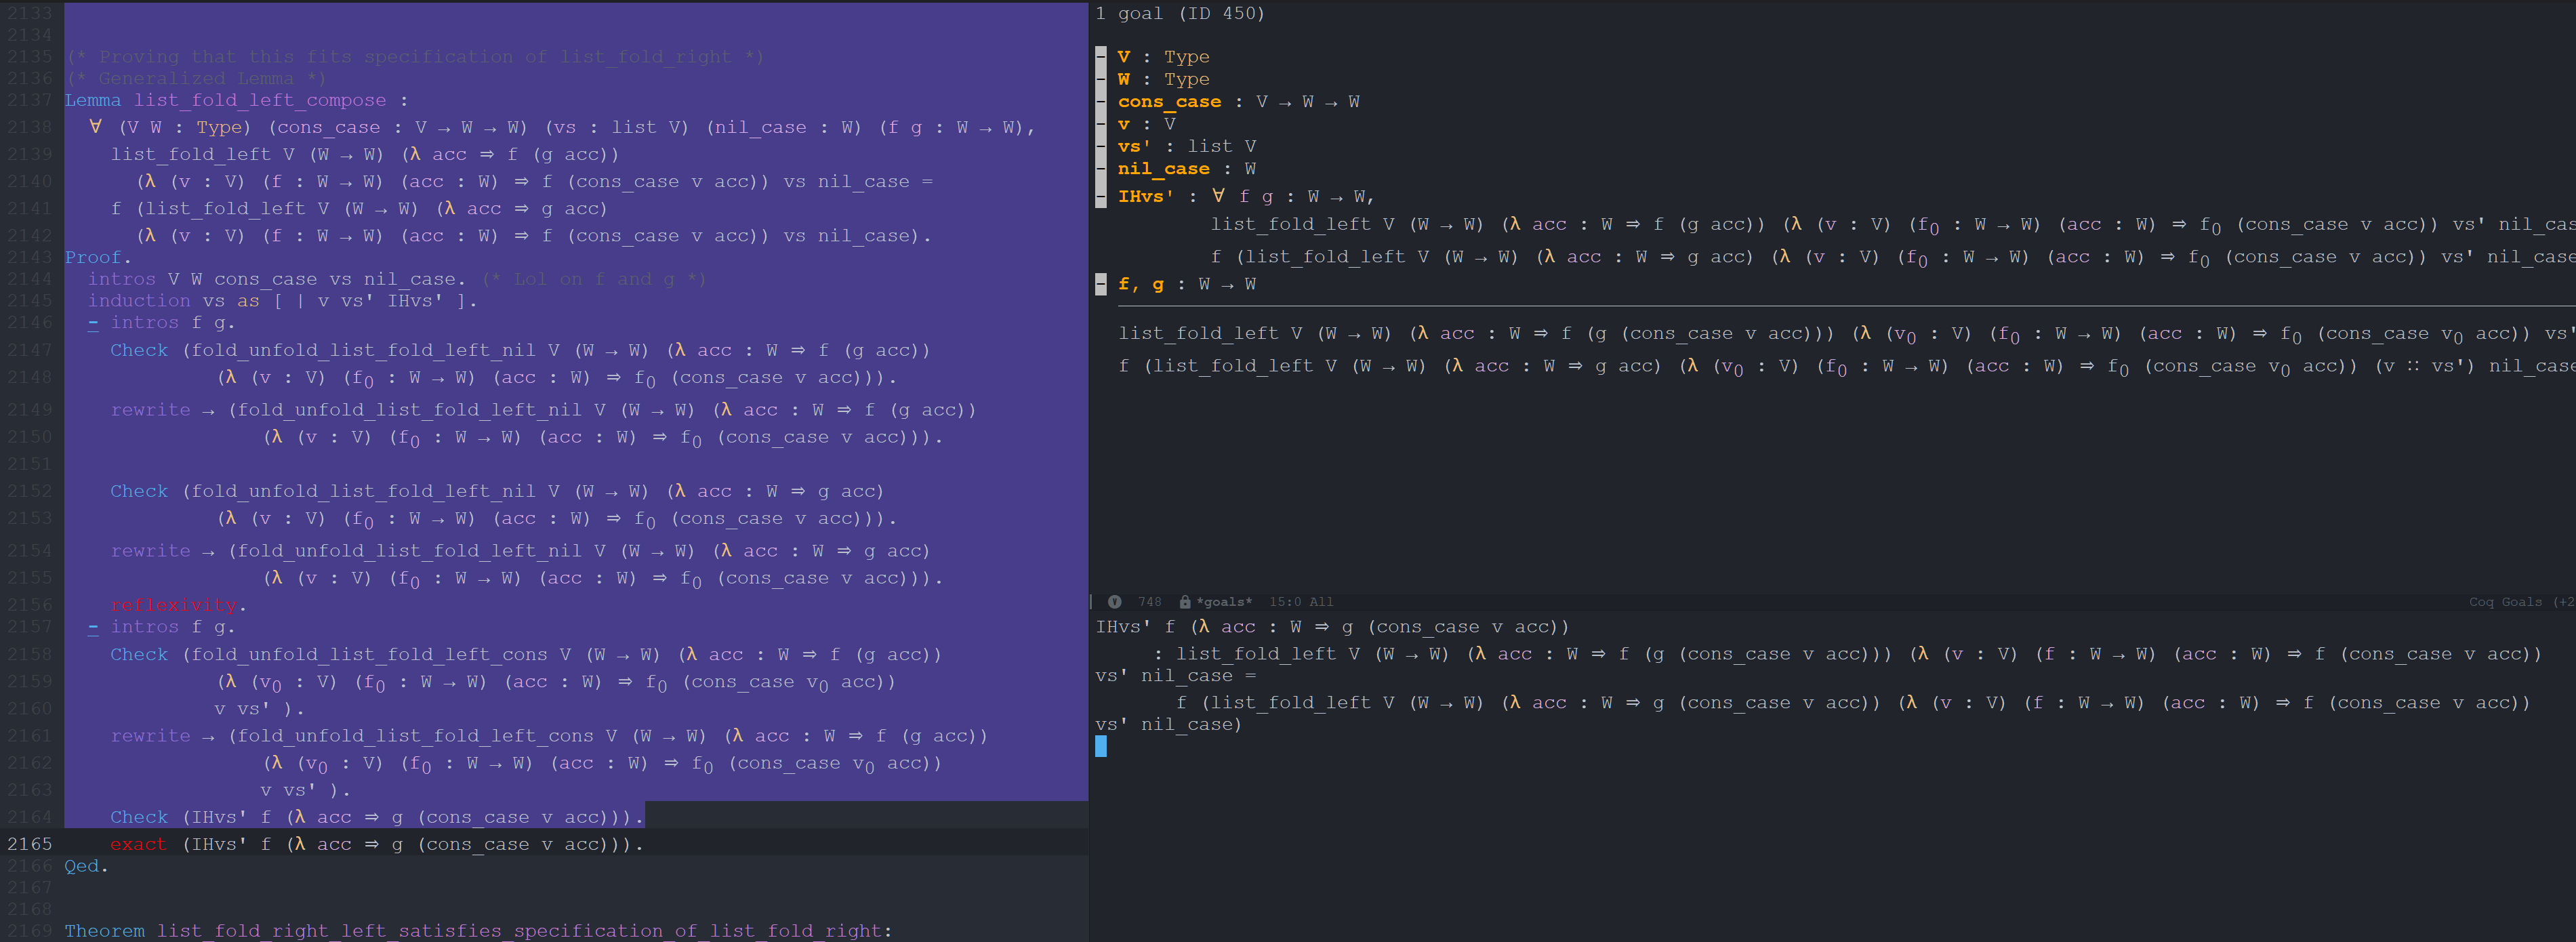 2133
2134
2135 (* Proving that this fits specification of list_fold_right *)
2136 (* Generalized Lemma *)
2137 Lemma list_fold_left_compose :
2138 ∀ (V W : Type) (cons_case : V → W → W) (vs : list V) (nil_case : W) (f g : W → W),
2139 list_fold_left V (W → W) (λ acc ⇒ f (g acc))
2140 (λ (v : V) (f : W → W) (acc : W) ⇒ f (cons_case v acc)) vs nil_case =
2141 f (list_fold_left V (W → W) (λ acc ⇒ g acc)
2142 (λ (v : V) (f : W → W) (acc : W) ⇒ f (cons_case v acc)) vs nil_case).
2143 Proof.
2144 intros V W cons_case vs nil_case. (* Lol on f and g *)
2145 induction vs as [ | v vs' IHvs' ].
2146 - intros f g.
2147 Check (fold_unfold_list_fold_left_nil V (W → W) (λ acc : W ⇒ f (g acc))
2148 (λ (v : V) (f₀ : W → W) (acc : W) ⇒ f₀ (cons_case v acc))).
2149 rewrite → (fold_unfold_list_fold_left_nil V (W → W) (λ acc : W ⇒ f (g acc))
2150 (λ (v : V) (f₀ : W → W) (acc : W) ⇒ f₀ (cons_case v acc))).
2151
2152 Check (fold_unfold_list_fold_left_nil V (W → W) (λ acc : W ⇒ g acc)
2153 (λ (v : V) (f₀ : W → W) (acc : W) ⇒ f₀ (cons_case v acc))).
2154 rewrite → (fold_unfold_list_fold_left_nil V (W → W) (λ acc : W ⇒ g acc)
2155 (λ (v : V) (f₀ : W → W) (acc : W) ⇒ f₀ (cons_case v acc))).
2156 reflexivity.
2157 - intros f g.
2158 Check (fold_unfold_list_fold_left_cons V (W → W) (λ acc : W ⇒ f (g acc))
2159 (λ (v₀ : V) (f₀ : W → W) (acc : W) ⇒ f₀ (cons_case v₀ acc))
2160 v vs' ).
2161 rewrite → (fold_unfold_list_fold_left_cons V (W → W) (λ acc : W ⇒ f (g acc))
2162 (λ (v₀ : V) (f₀ : W → W) (acc : W) ⇒ f₀ (cons_case v₀ acc))
2163 v vs' ).
2164 Check (IHvs' f (λ acc ⇒ g (cons_case v acc))).
2165 exact (IHvs' f (λ acc ⇒ g (cons_case v acc))).
2166 Qed.
2167
2168
2169 Theorem list_fold_right_left_satisfies_specification_of_list_fold_right:
1 goal (ID 450)
- V : Type
- W : Type
- cons_case : V → W → W
- v : V
- vs' : list V
- nil_case : W
- IHvs' : ∀ f g : W → W,
list_fold_left V (W → W) (λ acc : W ⇒ f (g acc)) (λ (v : V) (f₀ : W → W) (acc : W) ⇒ f₀ (cons_case v acc)) vs' nil_cas
f (list_fold_left V (W → W) (λ acc : W ⇒ g acc) (λ (v : V) (f₀ : W → W) (acc : W) ⇒ f₀ (cons_case v acc)) vs' nil_case
- f, g : W → W
list_fold_left V (W → W) (λ acc : W ⇒ f (g (cons_case v acc))) (λ (v₀ : V) (f₀ : W → W) (acc : W) ⇒ f₀ (cons_case v₀ acc)) vs'
f (list_fold_left V (W → W) (λ acc : W ⇒ g acc) (λ (v₀ : V) (f₀ : W → W) (acc : W) ⇒ f₀ (cons_case v₀ acc)) (v :: vs') nil_case
748 *goals* 15:0 All Coq Goals (+2
IHvs' f (λ acc : W ⇒ g (cons_case v acc))
: list_fold_left V (W → W) (λ acc : W ⇒ f (g (cons_case v acc))) (λ (v : V) (f : W → W) (acc : W) ⇒ f (cons_case v acc))
vs' nil_case =
f (list_fold_left V (W → W) (λ acc : W ⇒ g (cons_case v acc)) (λ (v : V) (f : W → W) (acc : W) ⇒ f (cons_case v acc))
vs' nil_case)